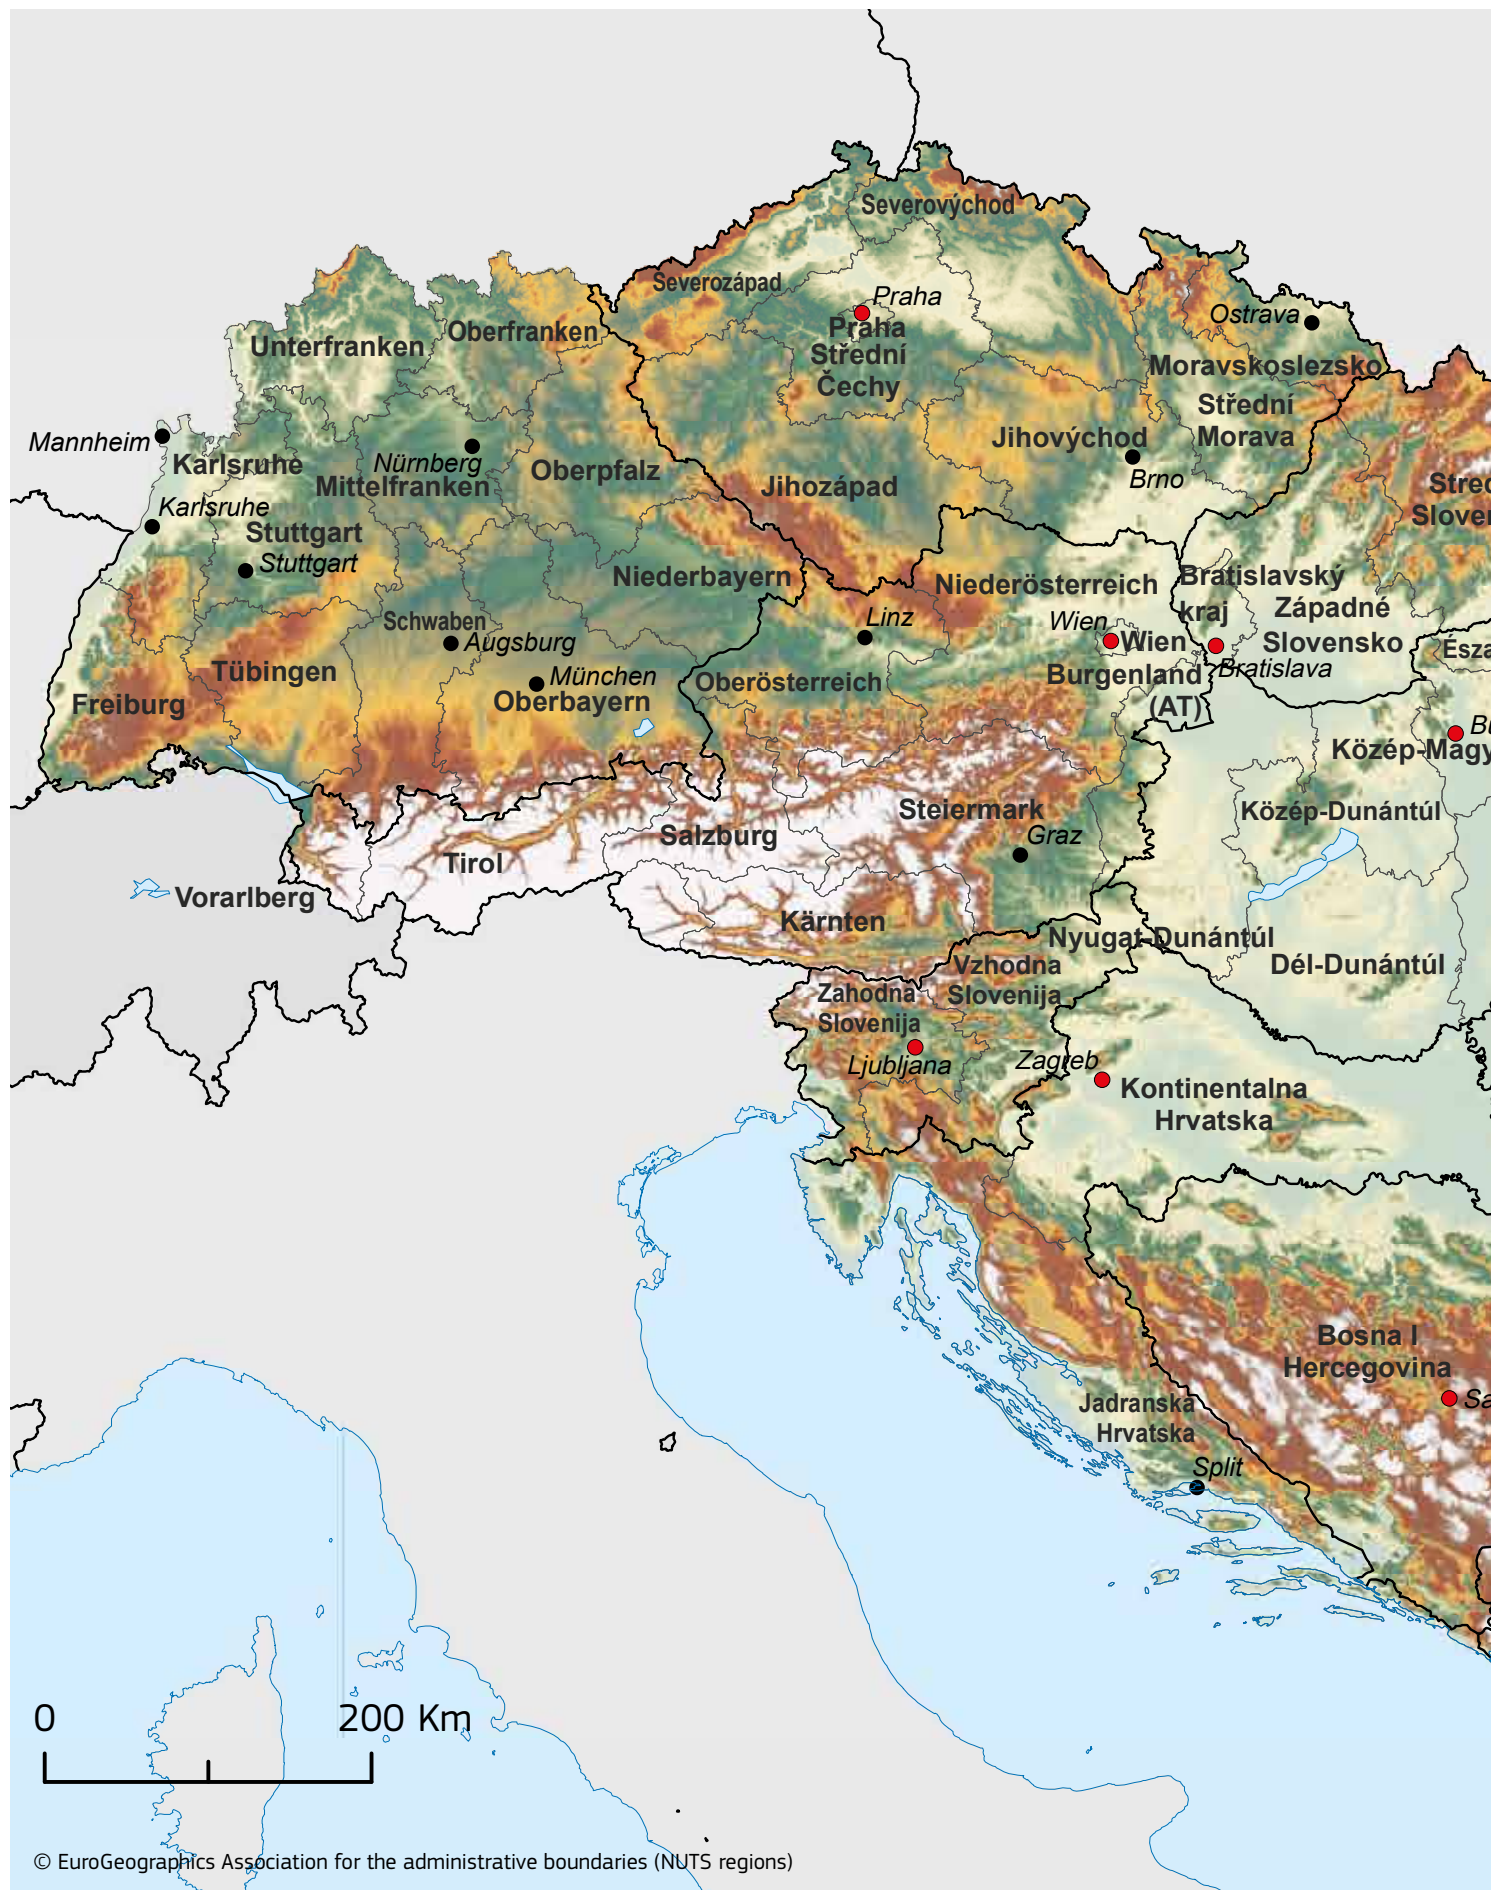 Severovýchod
Severozápad
Praha
Ostrava
Praha
Oberfranken
Unterfranken
Střední
Čechy
Moravskoslezsko
Střední
Morava
Mannheim
Karlsruhe
Nürnberg
Mittelfranken
Oberpfalz
Jihovýchod
Brno
Jihozápad
Karlsruhe
Stuttgart
Stuttgart
Niederbayern
Niederösterreich
Bratislavský
kraj
Západné
Slovensko
Schwaben
Augsburg
Linz
Wien
Wien
Bratislava
Tübingen
München
Oberbayern
Oberösterreich
Burgenland
(AT)
Freiburg
Közép-Magy
Közép-Dunántúl
Steiermark
Graz
Salzburg
Tirol
Vorarlberg
Kärnten
Nyugat-Dunántúl
Dél-Dunántúl
Vzhodna
Slovenija
Zahodna
Slovenija
Ljubljana
Zagreb
Kontinentalna
Hrvatska
Bosna I
Hercegovina
Sa
Jadranska
Hrvatska
Split
0
200 Km
© EuroGeographics Association for the administrative boundaries (NUTS regions)